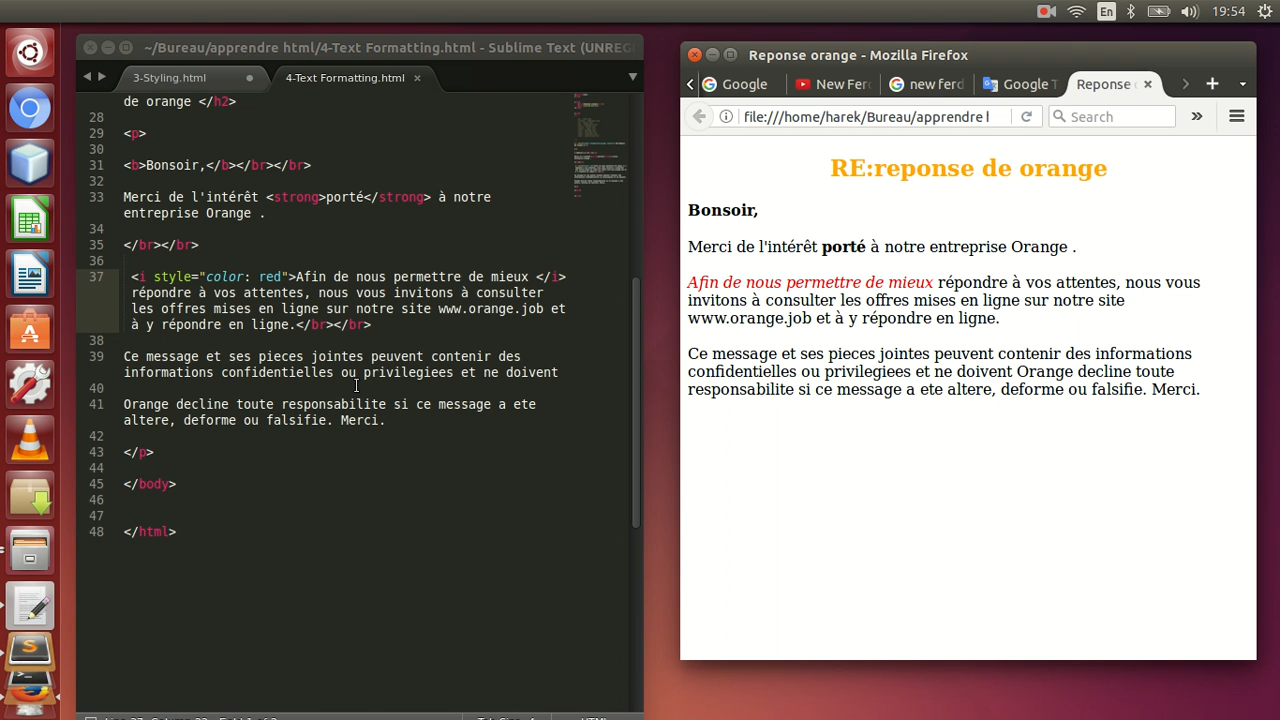 En 19:54
~/Bureau/apprendre html/4-Text Formatting.html - Sublime Text (UNREG
3-Styling.html 4-Text Formatting.html
de orange </h2>
28
29 <p>
30
31 <b>Bonsoir,</b></br></br>
32
33 Merci de l'intérêt <strong>porté</strong> à notre
entreprise Orange .
34
35 </br></br>
36
37 <i style="color: red">Afin de nous permettre de mieux </i>
répondre à vos attentes, nous vous invitons à consulter
les offres mises en ligne sur notre site www.orange.job et
à y répondre en ligne.</br></br>
38
39 Ce message et ses pieces jointes peuvent contenir des
informations confidentielles ou privilegiees et ne doivent
40
41 Orange decline toute responsabilite si ce message a ete
altere, deforme ou falsifie. Merci.
42
43 </p>
44
45 </body>
46
47
48 </html>
Reponse orange - Mozilla Firefox
Google New Fer new ferd Google T Reponse
file:///home/harek/Bureau/apprendre Search
RE:reponse de orange
Bonsoir,
Merci de l'intérêt porté à notre entreprise Orange .
Afin de nous permettre de mieux répondre à vos attentes, nous vous
invitons à consulter les offres mises en ligne sur notre site
www.orange.job et à y répondre en ligne.
Ce message et ses pieces jointes peuvent contenir des informations
confidentielles ou privilegiees et ne doivent Orange decline toute
responsabilite si ce message a ete altere, deforme ou falsifie. Merci.